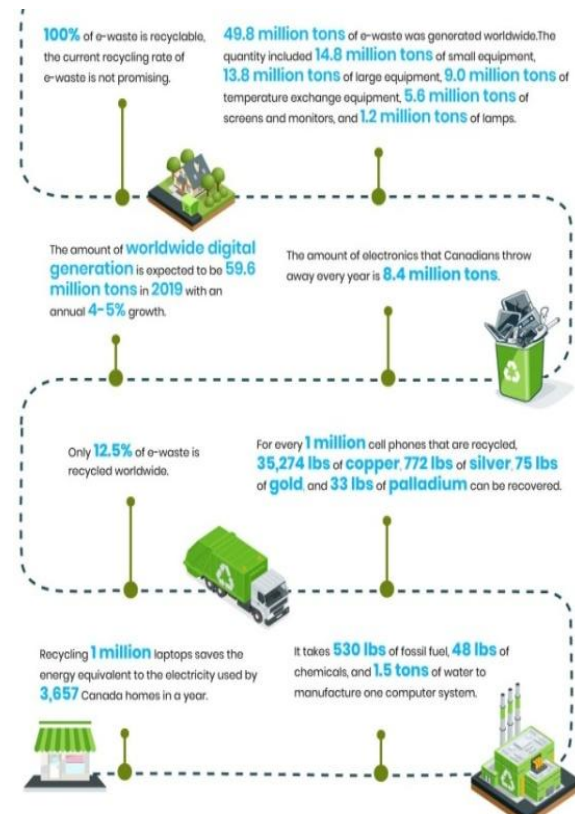 100% of e-waste is recyclable,
the current recycling rate of
e-waste is not promising.
49.8 million tons of e-waste was generated worldwide.The
quantity included 14.8 million tons of small equipment,
13.8 million tons of large equipment, 9.0 million tons of
temperature exchange equipment, 5.6 million tons of
screens and monitors, and 1.2 million tons of lamps.
The amount of worldwide digital
generation is expected to be 59.6
million tons in 2019 with an
annual 4-5% growth.
The amount of electronics that Canadians throw
away every year is 8.4 million tons.
Only 12.5% of e-waste is
recycled worldwide.
For every 1 million cell phones that are recycled,
35,274 lbs of copper, 772 lbs of silver, 75 lbs
of gold, and 33 lbs of palladium can be recovered.
Recycling 1 million laptops saves the
energy equivalent to the electricity used by
3,657 Canada homes in a year.
It takes 530 lbs of fossil fuel, 48 lbs of
chemicals, and 1.5 tons of water to
manufacture one computer system.